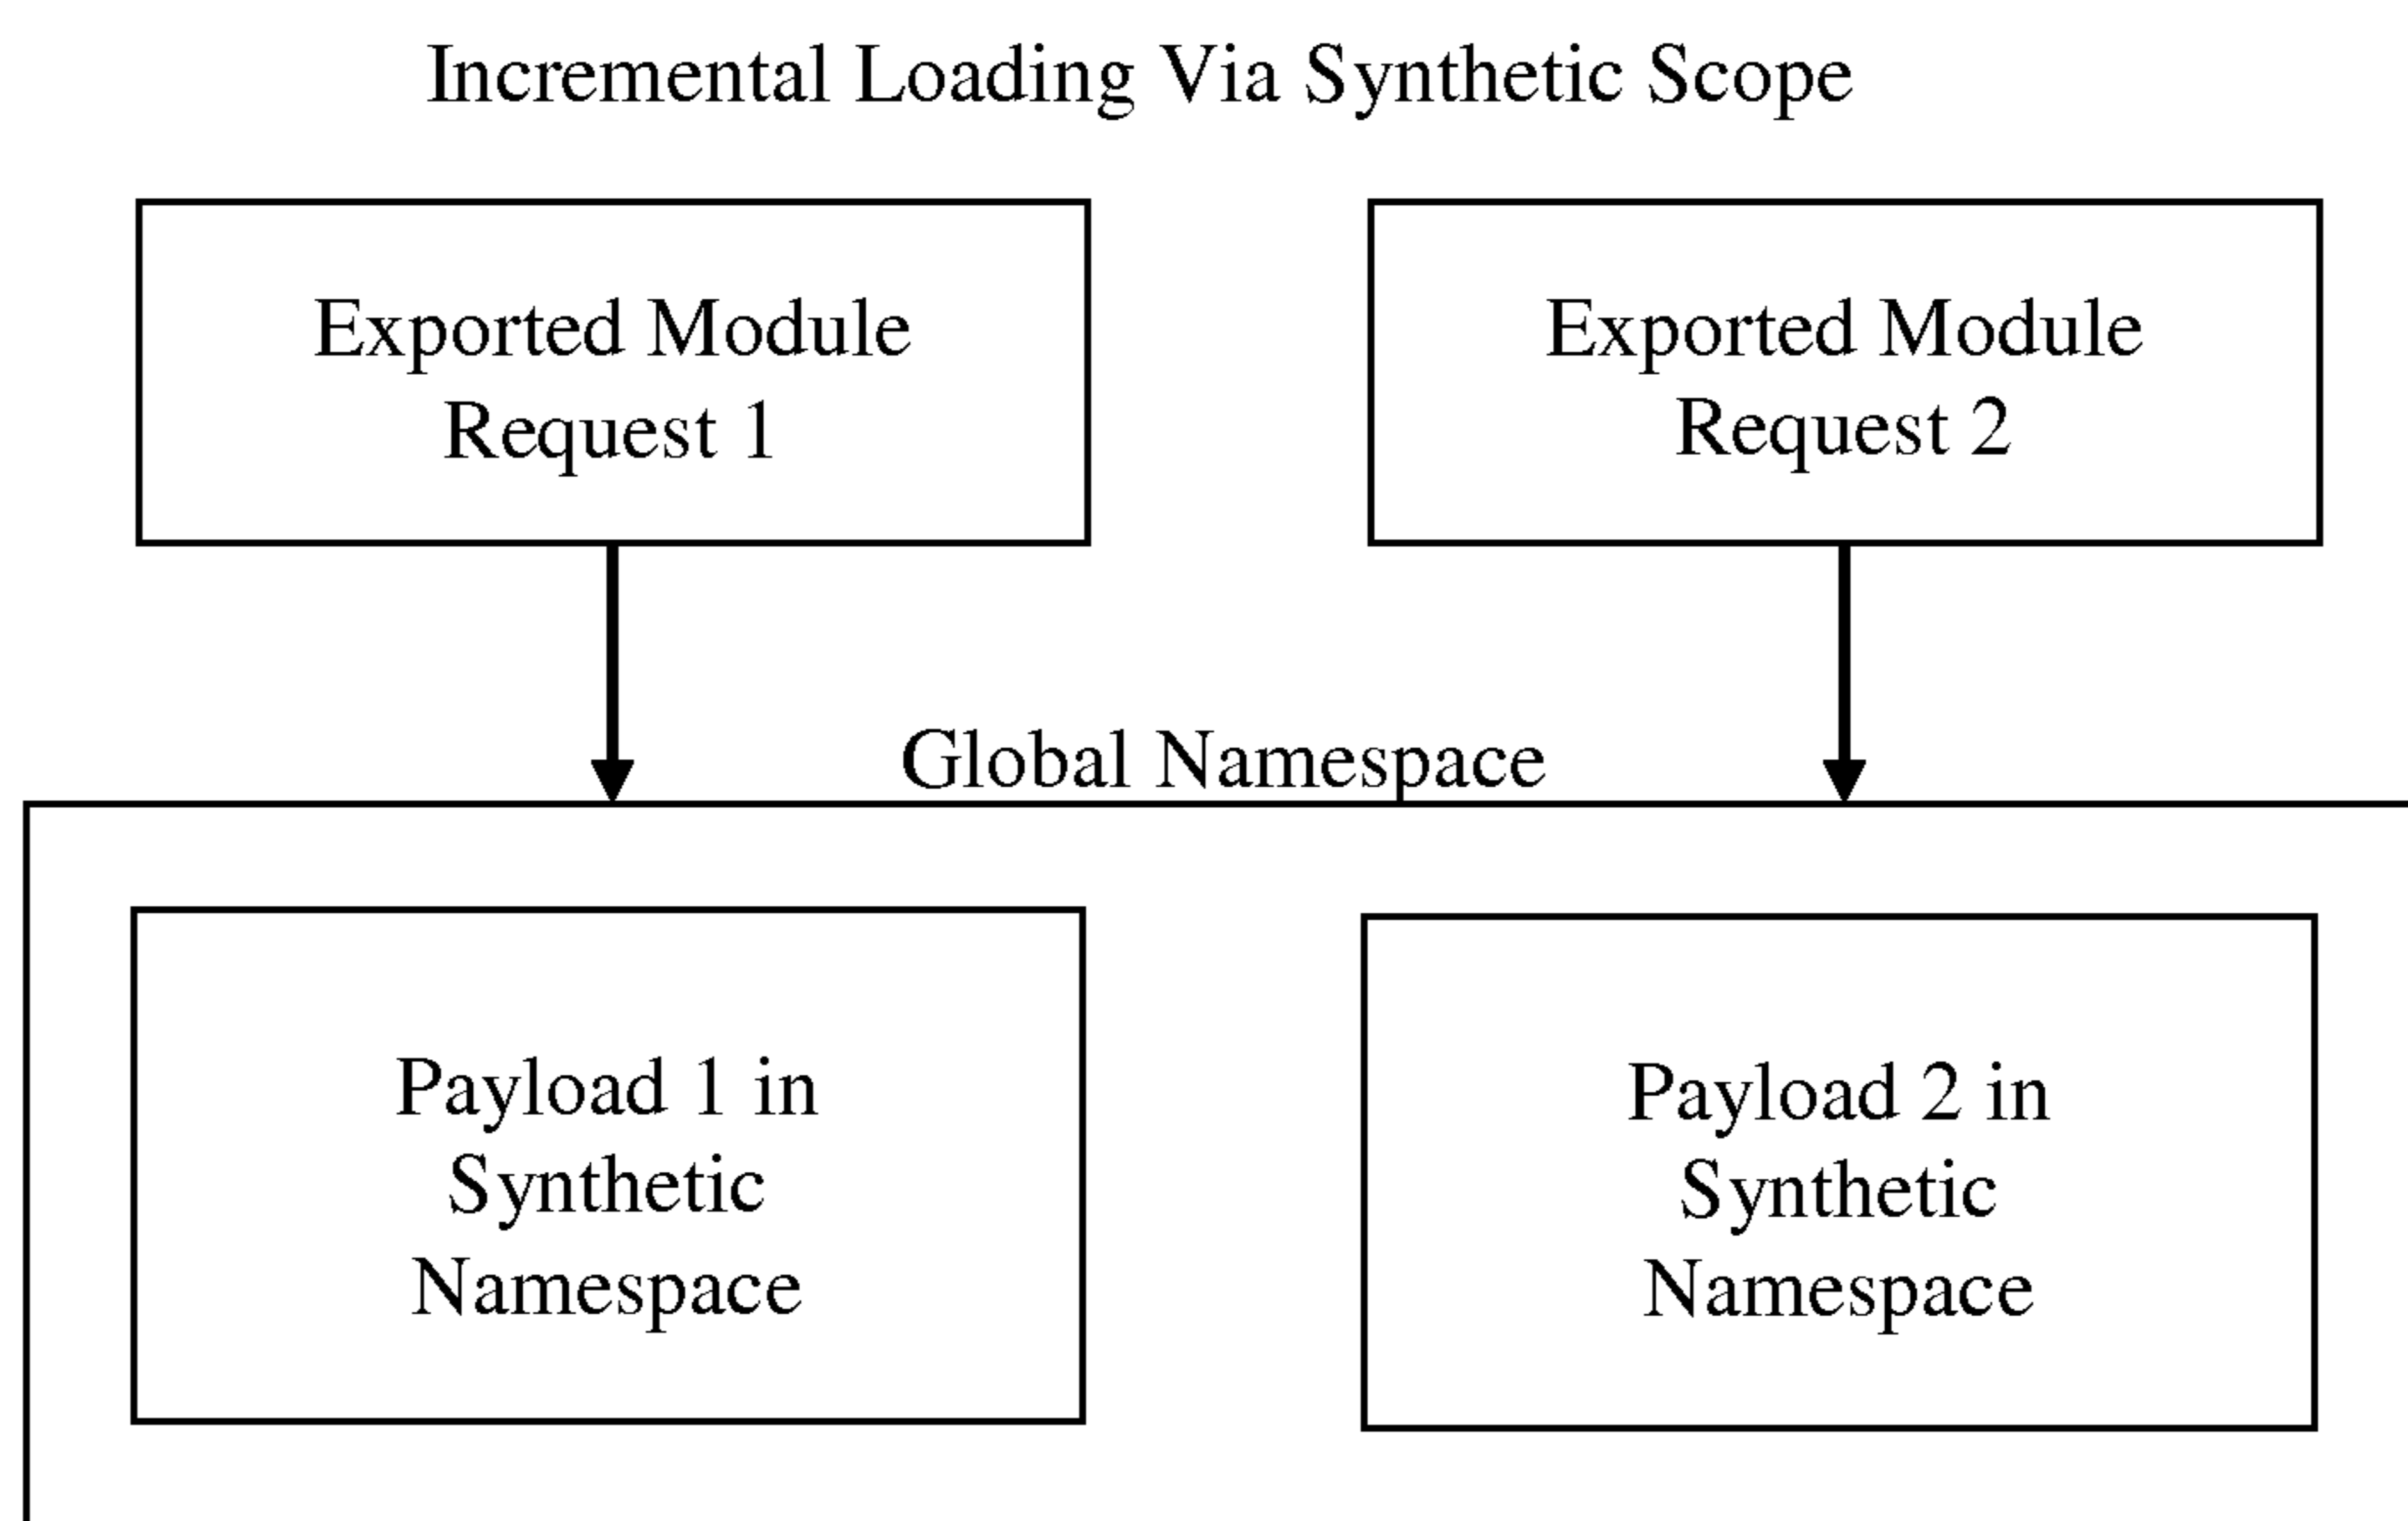 Incremental Loading Via Synthetic Scope
Exported Module
Request 1
Exported Module
Request 2
Global Namespace
Payload 1 in
Synthetic
Namespace
Payload 2 in
Synthetic
Namespace